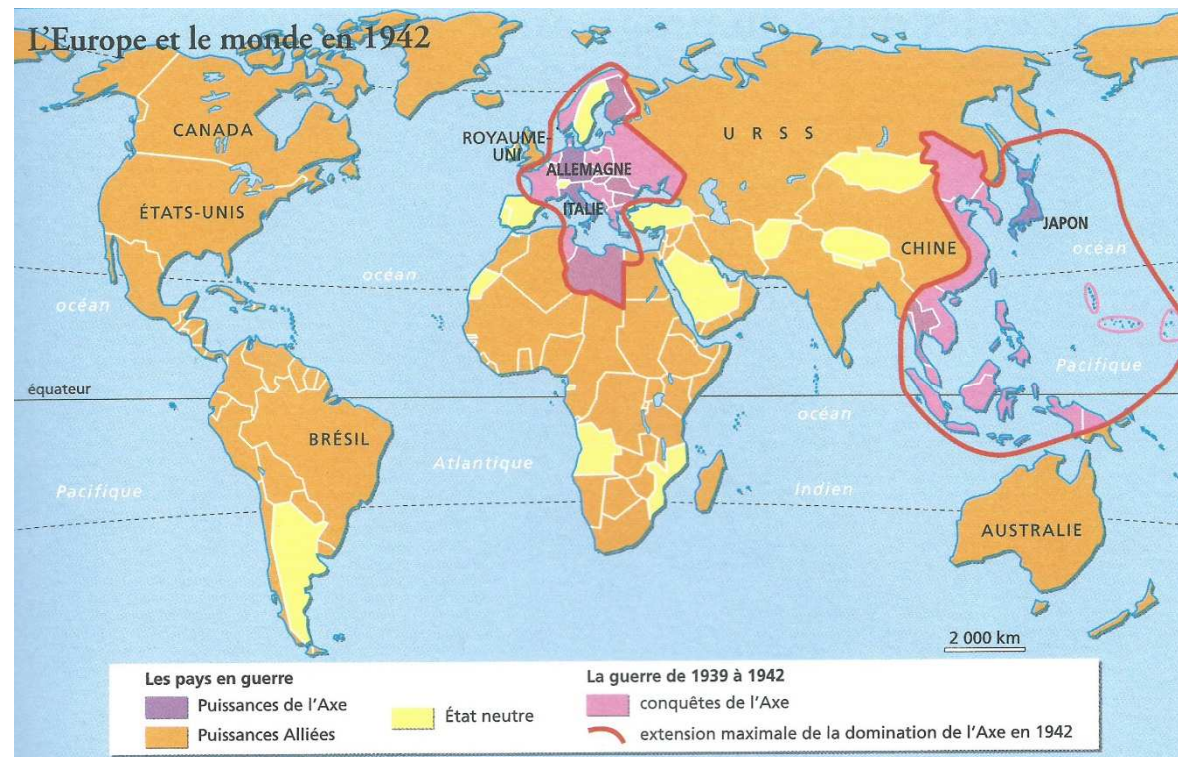 L'Europe et le monde en 1942
CANADA
ROYAUME-
UNI
U R S S
ALLEMAGNE
ÉTATS-UNIS
ITALIE
CHINE
JAPON
océan
océan
océan
Pacifique
équateur
océan
BRÉSIL
Atlantique
Pacifique
Indien
AUSTRALIE
2 000 km
Les pays en guerre
Puissances de l'Axe
Puissances Alliées
État neutre
La guerre de 1939 à 1942
conquêtes de l'Axe
extension maximale de la domination de l'Axe en 1942